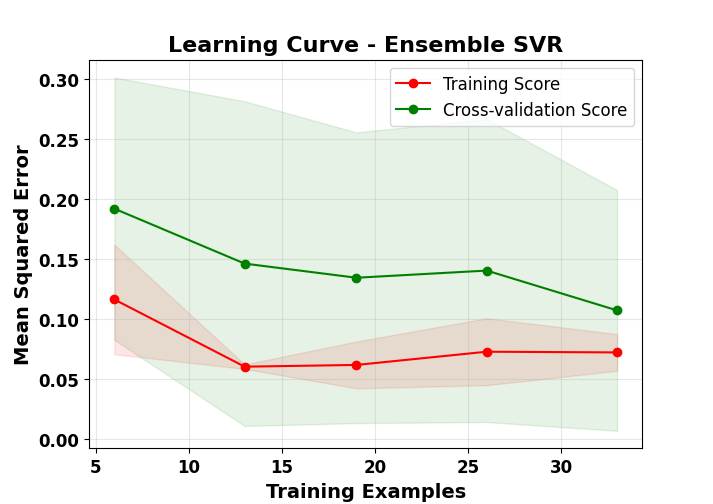 Learning Curve - Ensemble SVR
Training Score
Cross-validation Score
Mean Squared Error
0.30
0.25
0.20
0.15
0.10
0.05
0.00
5 10 15 20 25 30
Training Examples